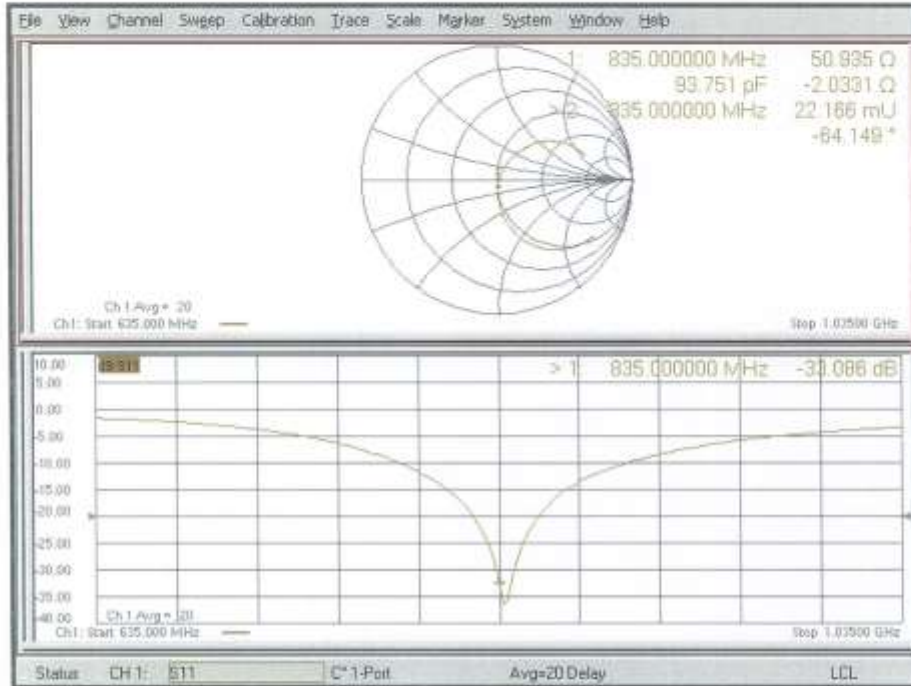 File View Channel Sweep Calibration Trace Scale Marker System Window Help
1: 835.000000 MHz 50.935 Ω
93.751 pF -2.0331 Ω
> 2: 835.000000 MHz 22.166 mU
-64.149 °
Ch 1 Avg = 20
Ch1: Start 635.000 MHz
Stop 1.03500 GHz
10.00
5.00
0.00
-5.00
-10.00
-15.00
-20.00
-25.00
-30.00
-35.00
-40.00
> 1: 835.000000 MHz -33.086 dB
Ch 1 Avg = 20
Ch1: Start 635.000 MHz
Stop 1.03500 GHz
Status CH 1: S11 C* 1-Port Avg=20 Delay LCL